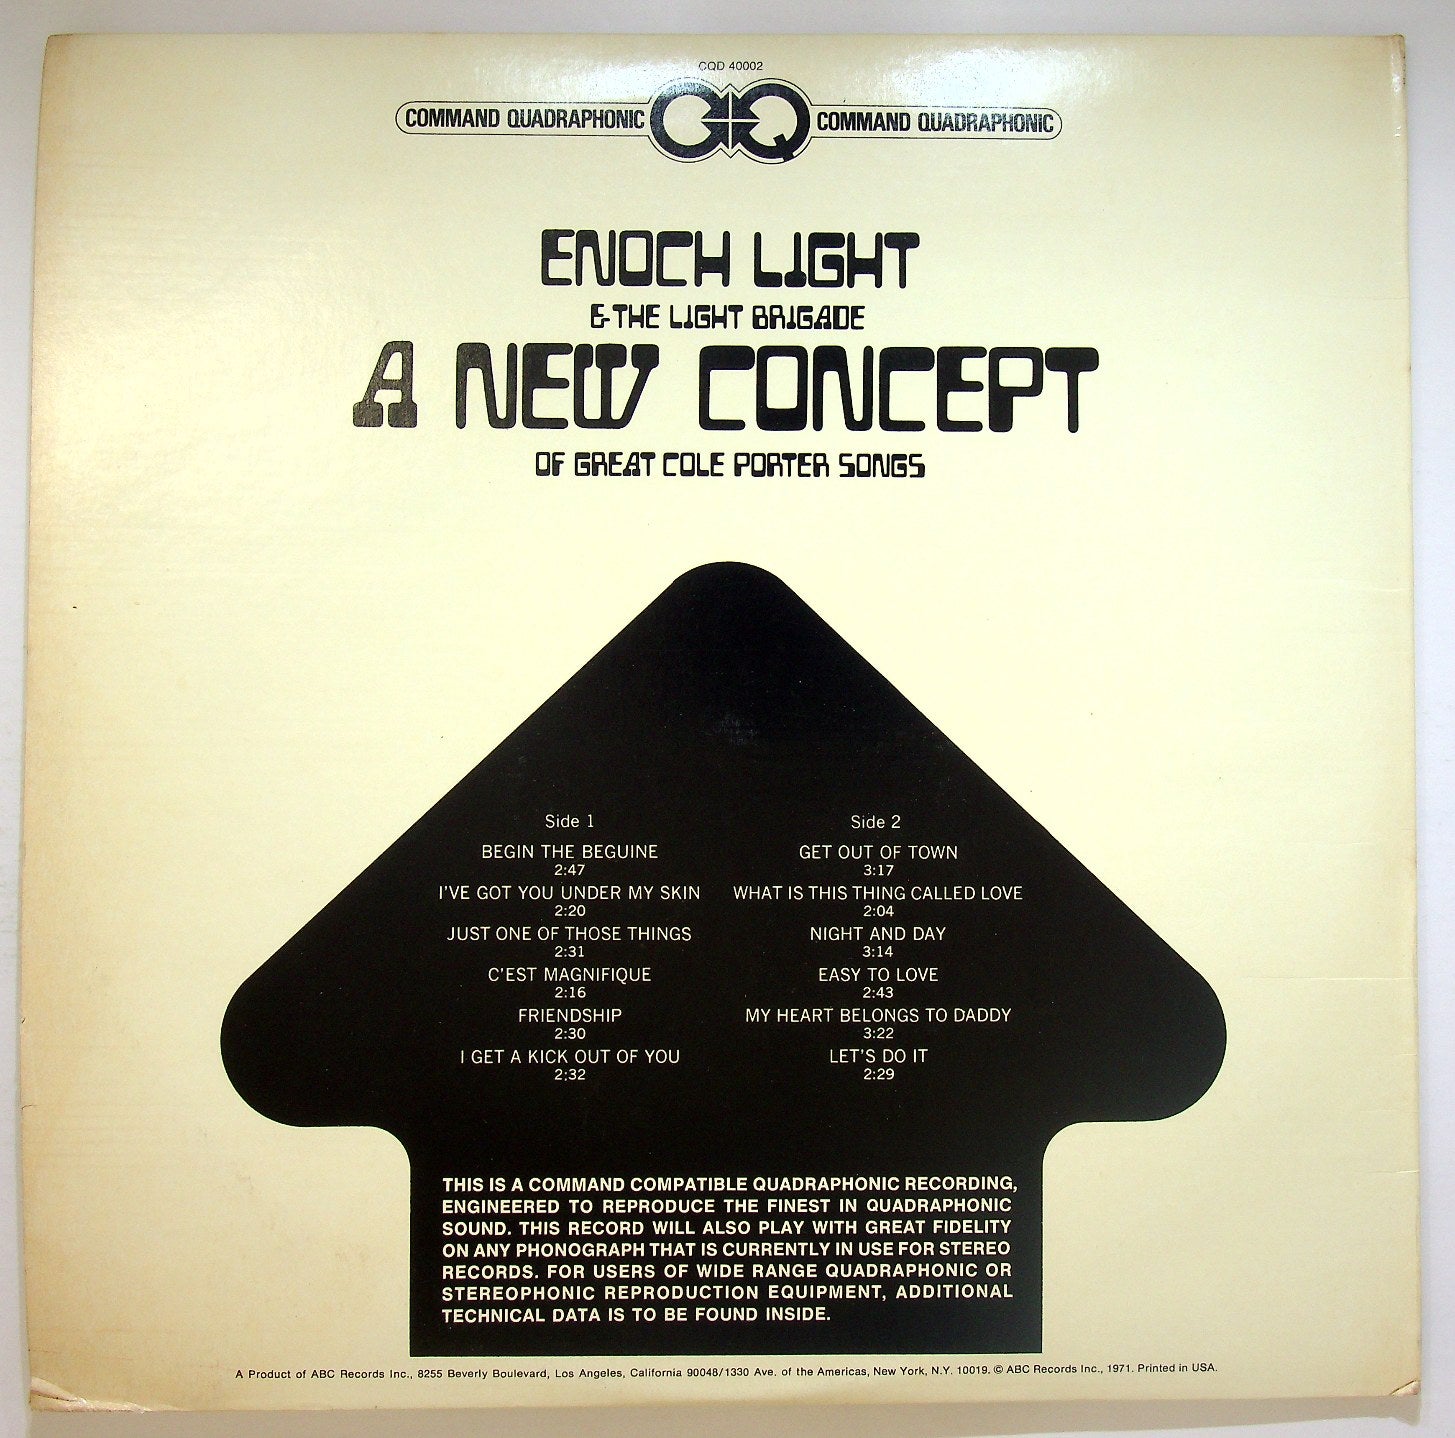 CQD 40002
COMMAND QUADRAPHONIC CQ COMMAND QUADRAPHONIC
ENOCH LIGHT
& THE LIGHT BRIGADE
A NEW CONCEPT
OF GREAT COLE PORTER SONGS
Side 1
BEGIN THE BEGUINE
2:47
I'VE GOT YOU UNDER MY SKIN
2:20
JUST ONE OF THOSE THINGS
2:31
C'EST MAGNIFIQUE
2:16
FRIENDSHIP
2:30
I GET A KICK OUT OF YOU
2:32
Side 2
GET OUT OF TOWN
3:17
WHAT IS THIS THING CALLED LOVE
2:04
NIGHT AND DAY
3:14
EASY TO LOVE
2:43
MY HEART BELONGS TO DADDY
3:22
LET'S DO IT
2:29
THIS IS A COMMAND COMPATIBLE QUADRAPHONIC RECORDING,
ENGINEERED TO REPRODUCE THE FINEST IN QUADRAPHONIC
SOUND. THIS RECORD WILL ALSO PLAY WITH GREAT FIDELITY
ON ANY PHONOGRAPH THAT IS CURRENTLY IN USE FOR STEREO
RECORDS. FOR USERS OF WIDE RANGE QUADRAPHONIC OR
STEREOPHONIC REPRODUCTION EQUIPMENT, ADDITIONAL
TECHNICAL DATA IS TO BE FOUND INSIDE.
A Product of ABC Records Inc., 8255 Beverly Boulevard, Los Angeles, California 90048/1330 Ave. of the Americas, New York, N.Y. 10019. © ABC Records Inc., 1971. Printed in USA.